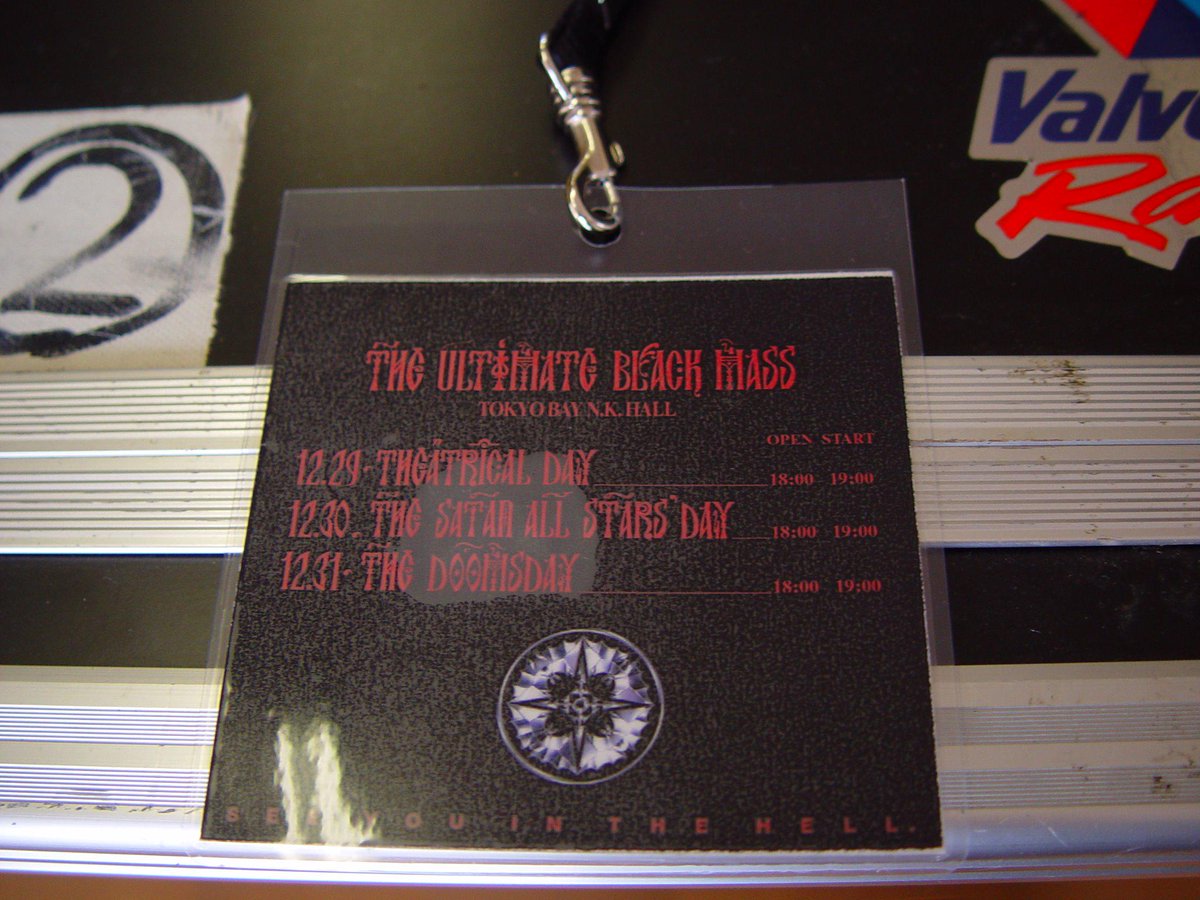 2
Valvo
Ra
THE ULTIMATE BLACK MASS
TOKYO BAY N.K. HALL
OPEN START
12.29. THEATRICAL DAY 18:00 19:00
12.30. THE SATAN ALL STARS' DAY 18:00 19:00
12.31. THE DOOMSDAY 18:00 19:00
SEE YOU IN THE HELL.